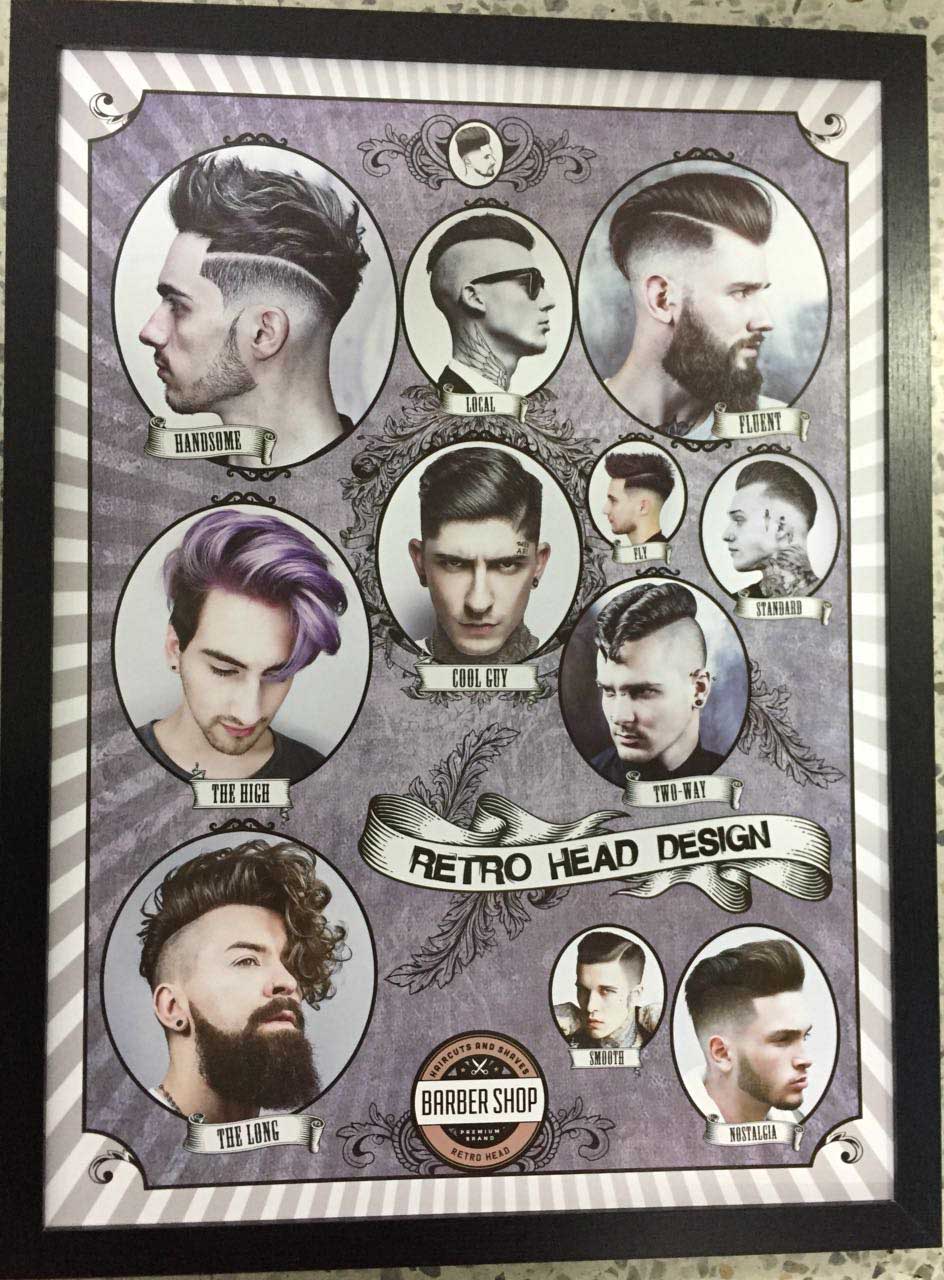 LOCAL
HANDSOME
FLUENT
FLY
STANDARD
COOL GUY
THE HIGH
TWO-WAY
RETRO HEAD DESIGN
SMOOTH
HAIRCUTS AND SHAVES
BARBER SHOP
PREMIUM
BRAND
RETRO HEAD
THE LONG
NOSTALGIA